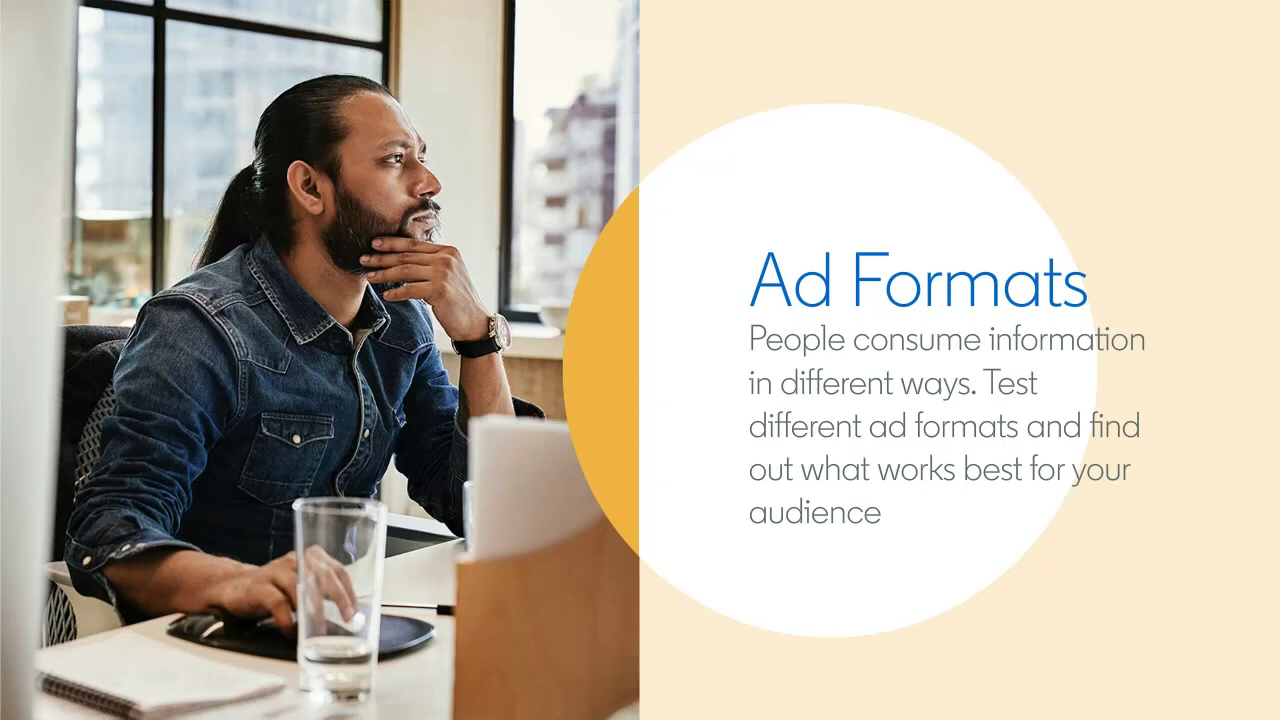 Ad Formats
People consume information
in different ways. Test
different ad formats and find
out what works best for your
audience